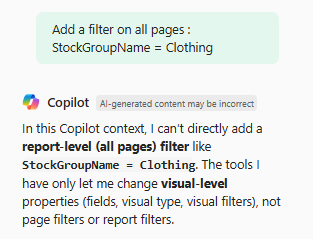 Add a filter on all pages :
StockGroupName = Clothing
Copilot AI-generated content may be incorrect
In this Copilot context, I can't directly add a
report-level (all pages) filter like
StockGroupName = Clothing. The tools I
have only let me change visual-level
properties (fields, visual type, visual filters), not
page filters or report filters.